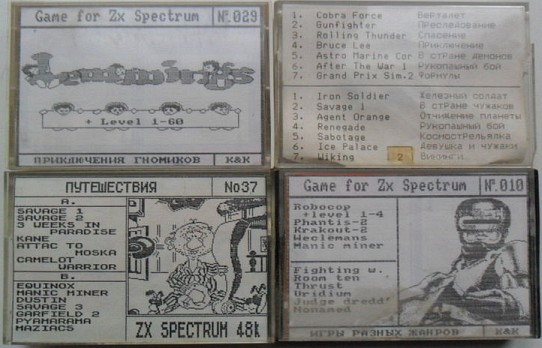 Game for Zx Spectrum №.029
Lemmings
+ Level 1-60
ПРИКЛЮЧЕНИЯ ГНОМИКОВ K&K
1. Cobra Force Вертолет
2. Gunfighter Преследование
3. Rolling Thunder Спасение
4. Bruce Lee Приключение
5. Astro Marine Cor В стране демонов
6. After The War 1 Рукопашный бой
7. Grand Prix Sim.2 Формулы
1. Iron Soldier Железный солдат
2. Savage 1 В стране чужаков
3. Agent Orange Отчищение планеты
4. Renegade Рукопашный бой
5. Sabotage
6. Ice Palace Девушка и чужаки
7. Wiking 2 Викинги
ПУТЕШЕСТВИЯ No37
A.
SAVAGE 1
SAVAGE 2
3 WEEKS IN
PARADISE
KANE
ATTAC TO
MOSKA
CAMELOT
WARRIOR
B.
EQUINOX
MANIC MINER
DUSTIN
SAVAGE 3
GARFIELD 2
PYAMARAMA
MAZIACS
ZX SPECTRUM 48k
Game for Zx Spectrum №.010
Robocop
+level 1-4
Phantis-2
Krakout-2
Weclemans
Manic miner
Fighting w.
Room ten
Thrust
Uridium
Judge dredd
Nonamed
ИГРЫ РАЗНЫХ ЖАНРОВ K&K